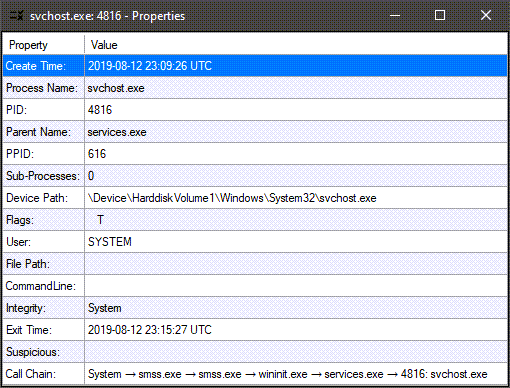 svchost.exe: 4816 - Properties
Property Value
Create Time: 2019-08-12 23:09:26 UTC
Process Name: svchost.exe
PID: 4816
Parent Name: services.exe
PPID: 616
Sub-Processes: 0
Device Path: \Device\HarddiskVolume1\Windows\System32\svchost.exe
Flags: T
User: SYSTEM
File Path:
CommandLine:
Integrity: System
Exit Time: 2019-08-12 23:15:27 UTC
Suspicious:
Call Chain: System → smss.exe → smss.exe → wininit.exe → services.exe → 4816: svchost.exe